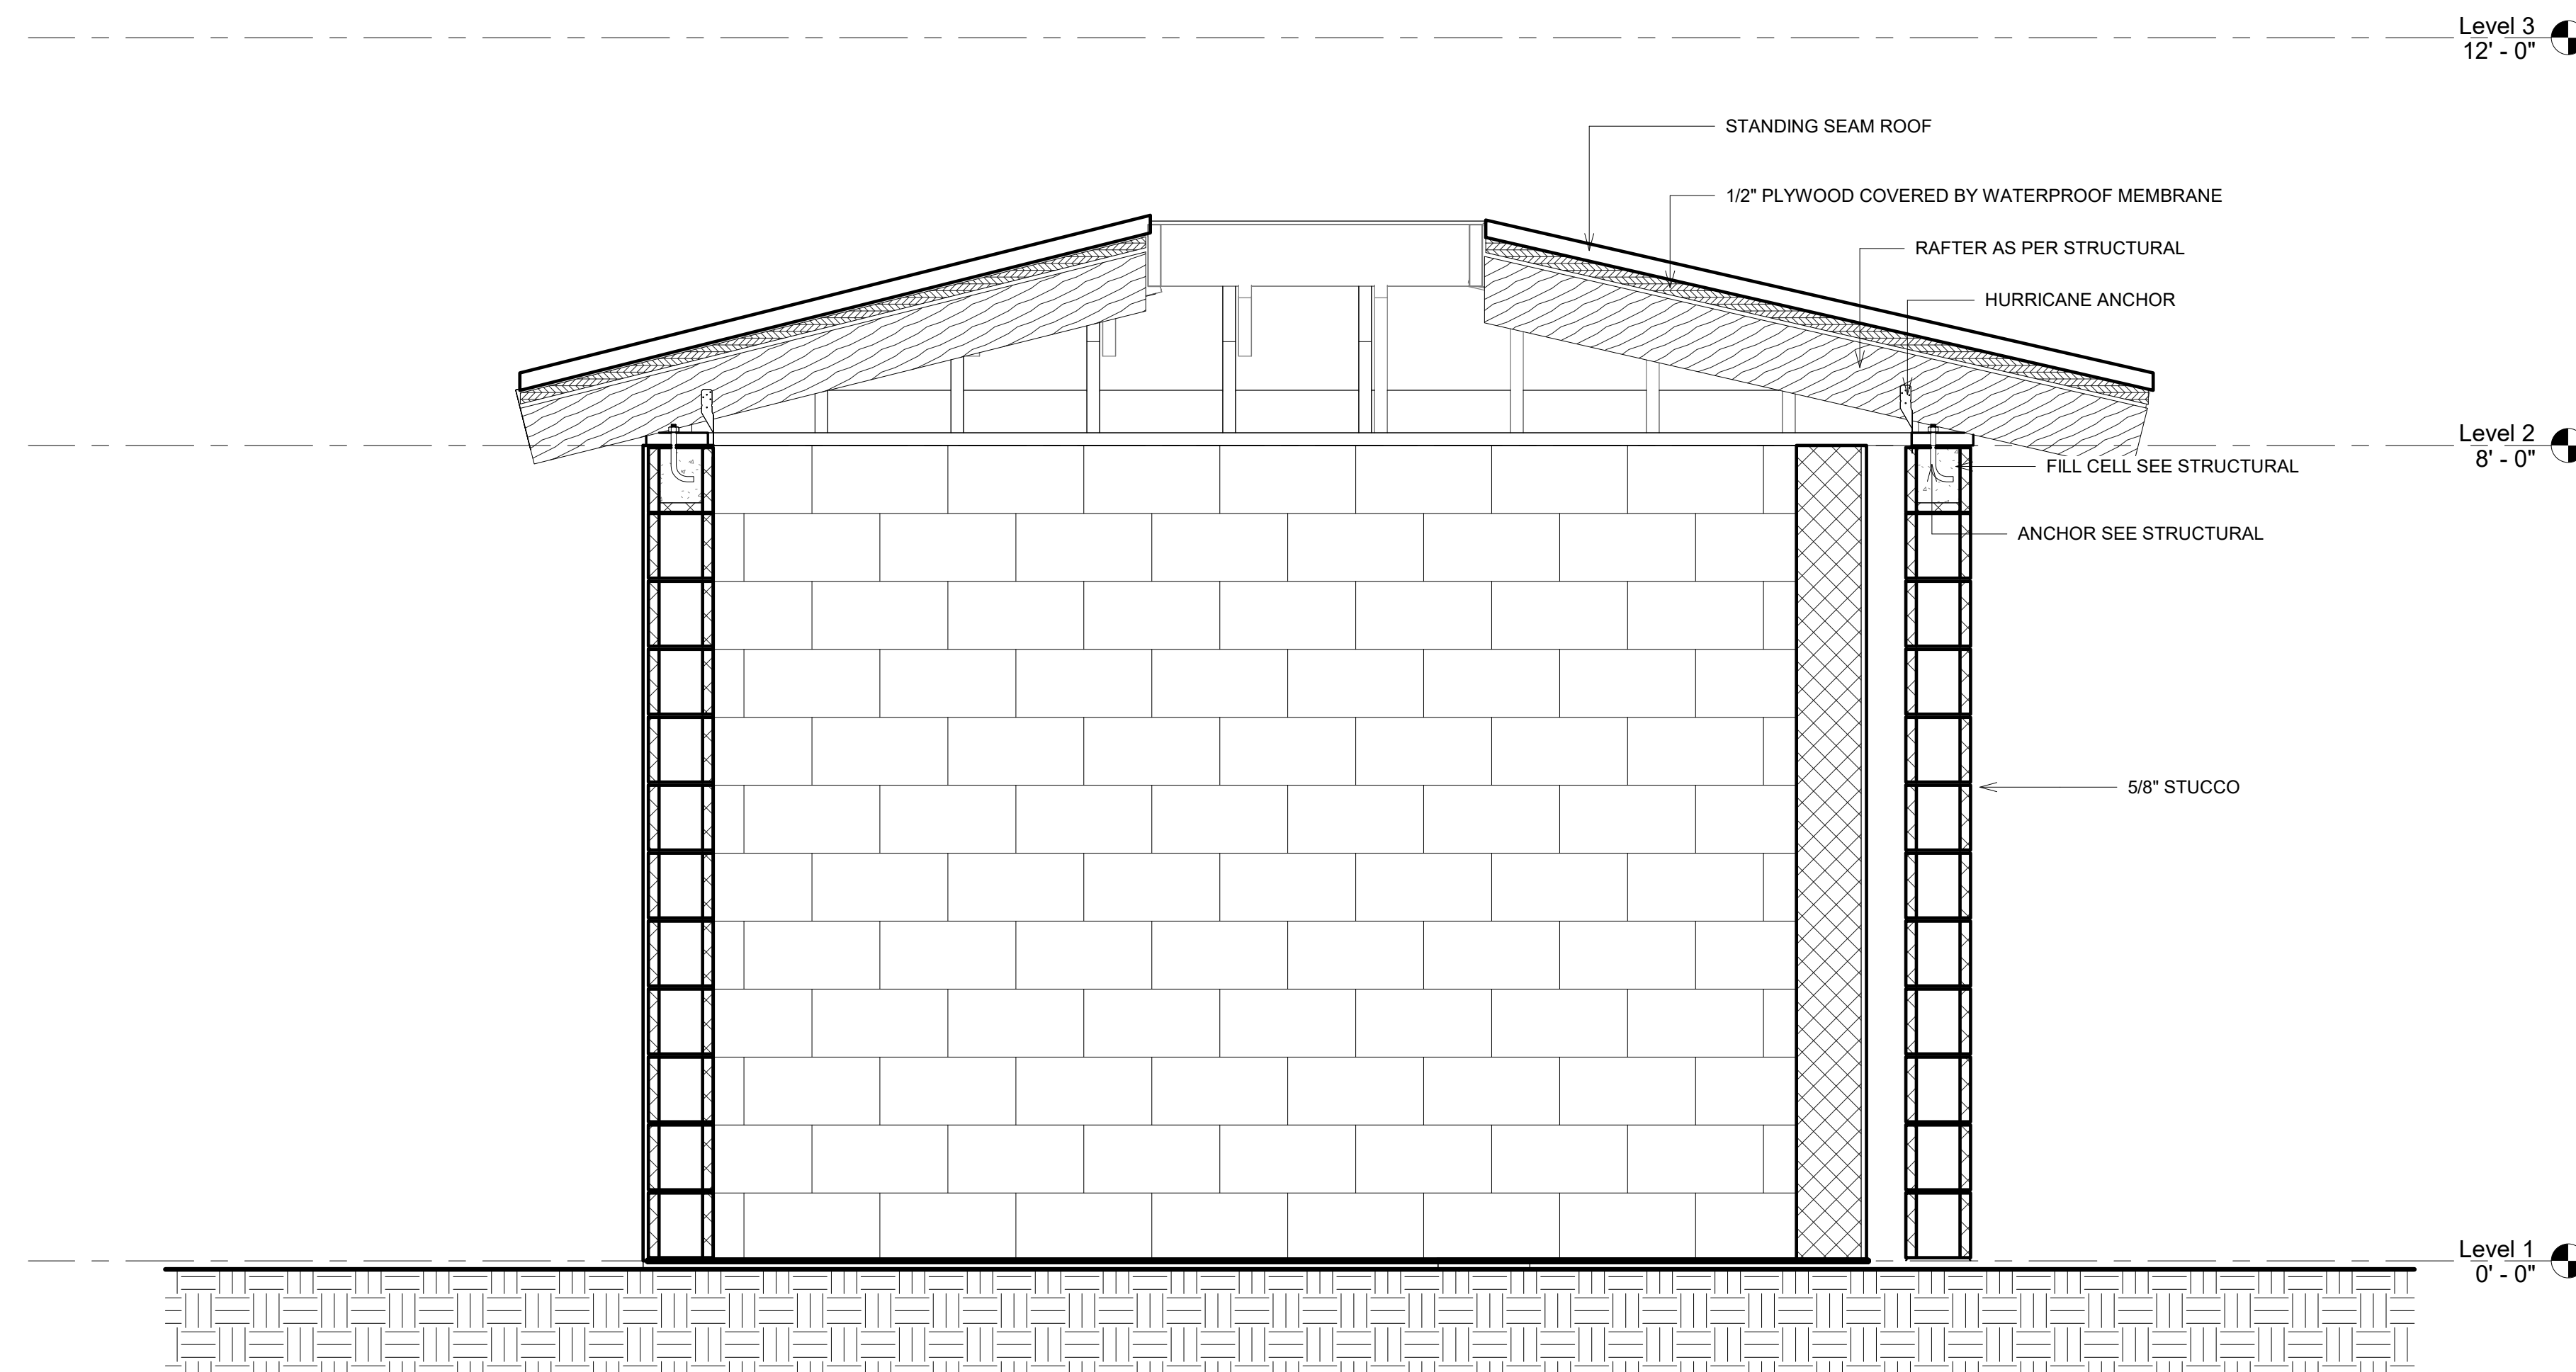 Level 3
12' - 0"
STANDING SEAM ROOF
1/2" PLYWOOD COVERED BY WATERPROOF MEMBRANE
RAFTER AS PER STRUCTURAL
HURRICANE ANCHOR
Level 2
8' - 0"
FILL CELL SEE STRUCTURAL
ANCHOR SEE STRUCTURAL
5/8" STUCCO
Level 1
0' - 0"